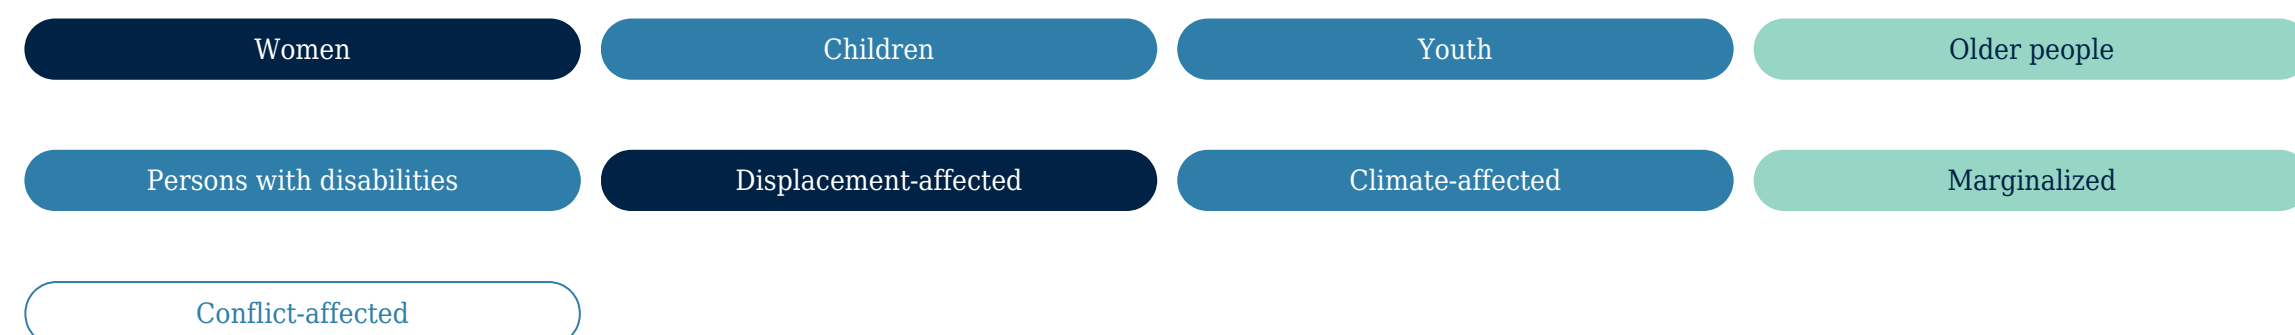 Women
Children
Youth
Older people
Persons with disabilities
Displacement-affected
Climate-affected
Marginalized
Conflict-affected